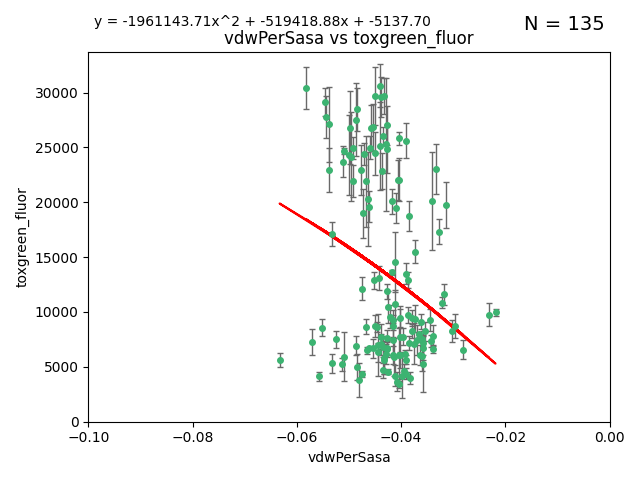 y = -1961143.71x^2 + -519418.88x + -5137.70
N = 135
vdwPerSasa vs toxgreen_fluor
toxgreen_fluor
30000
25000
20000
15000
10000
5000
0
−0.10
−0.08
−0.06
−0.04
−0.02
0.00
vdwPerSasa